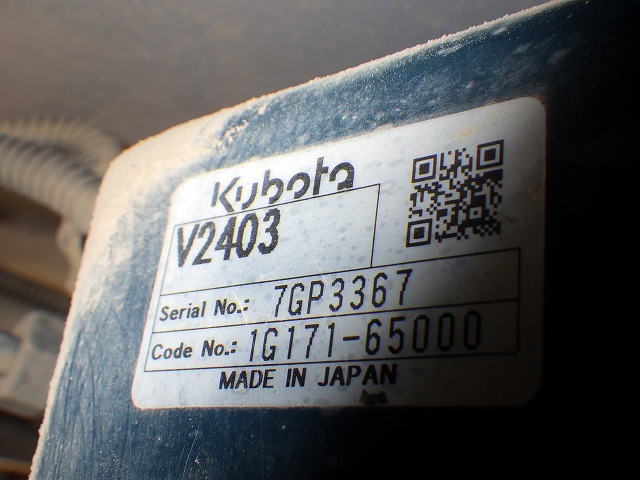 Kubota
V2403
Serial No.: 7GP3367
Code No.: 1G171-65000
MADE IN JAPAN